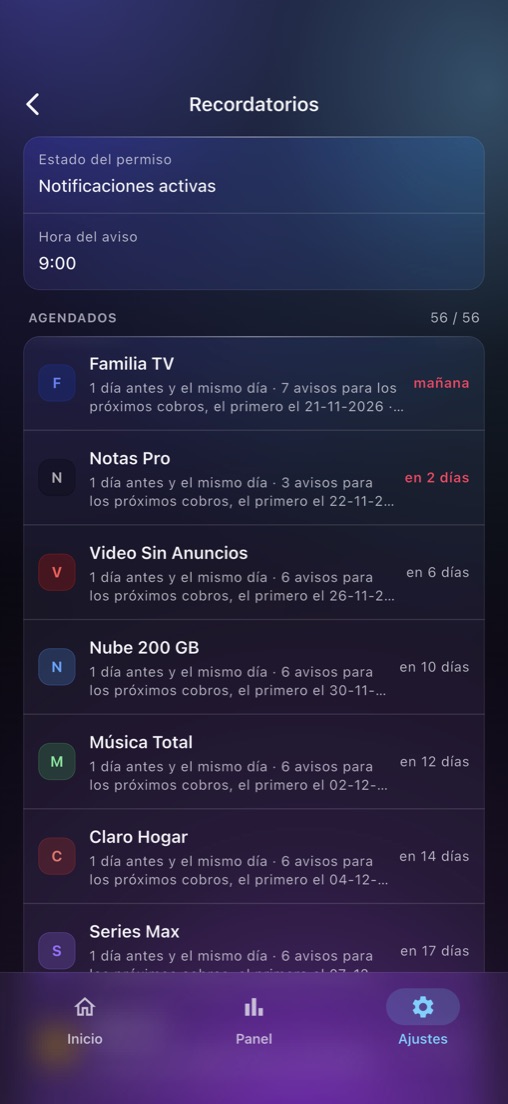 Recordatorios
Estado del permiso
Notificaciones activas
Hora del aviso
9:00
AGENDADOS 56 / 56
F
Familia TV
1 día antes y el mismo día · 7 avisos para los
próximos cobros, el primero el 21-11-2026 ·...
mañana
N
Notas Pro
1 día antes y el mismo día · 3 avisos para
los próximos cobros, el primero el 22-11-2...
en 2 días
V
Video Sin Anuncios
1 día antes y el mismo día · 6 avisos para
los próximos cobros, el primero el 26-11-2...
en 6 días
N
Nube 200 GB
1 día antes y el mismo día · 6 avisos para
los próximos cobros, el primero el 30-11-...
en 10 días
M
Música Total
1 día antes y el mismo día · 6 avisos para
los próximos cobros, el primero el 02-12-...
en 12 días
C
Claro Hogar
1 día antes y el mismo día · 6 avisos para
los próximos cobros, el primero el 04-12-...
en 14 días
S
Series Max
1 día antes y el mismo día · 6 avisos para
en 17 días
Inicio
Panel
Ajustes